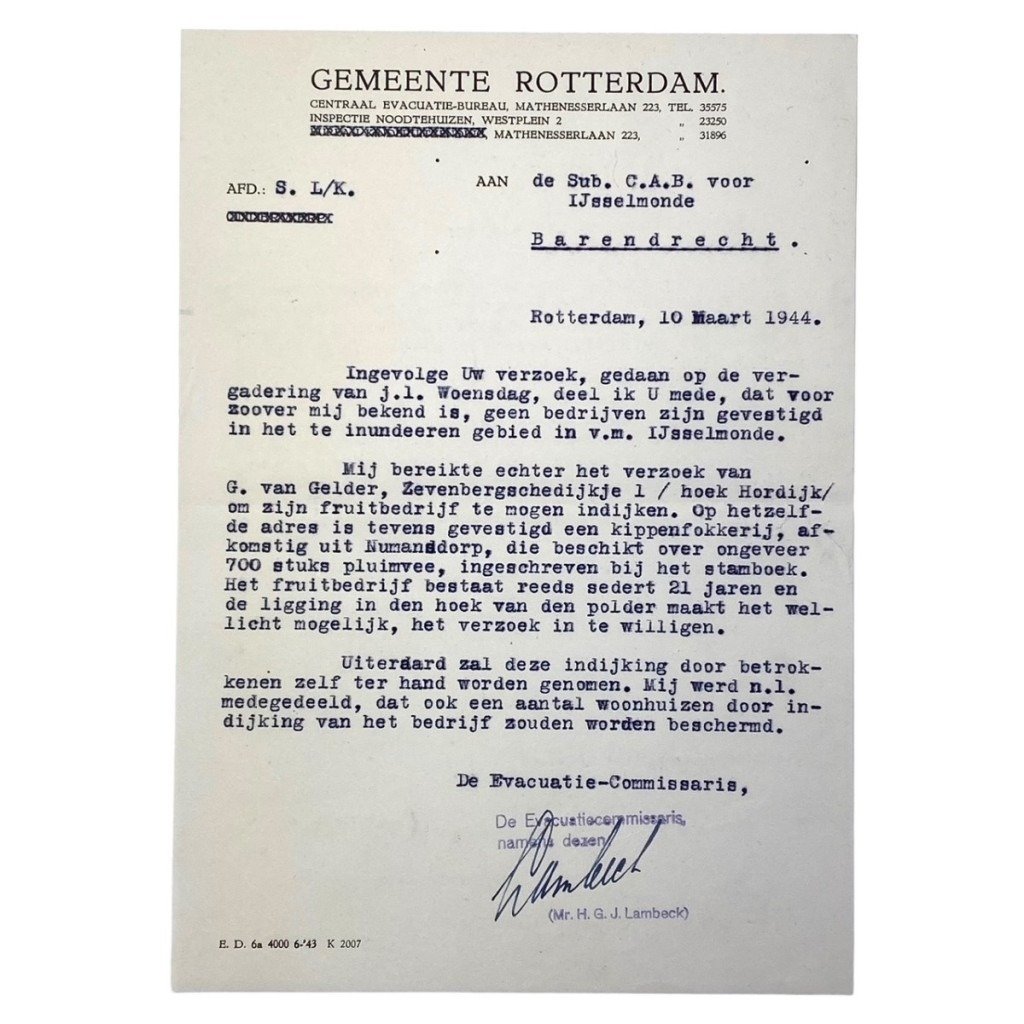 GEMEENTE ROTTERDAM.
CENTRAAL EVACUATIE-BUREAU, MATHENESSERLAAN 223, TEL. 35575
INSPECTIE NOODTEHUIZEN, WESTPLEIN 2 „ 23250
, MATHENESSERLAAN 223, „ 31896
AFD.: S. L/K.
AAN de Sub. C.A.B. voor
IJsselmonde
Barendrecht.
Rotterdam, 10 Maart 1944.
Ingevolge Uw verzoek, gedaan op de ver-
gadering van j.l. Woensdag, deel ik U mede, dat voor
zoover mij bekend is, geen bedrijven zijn gevestigd
in het te inundeeren gebied in v.m. IJsselmonde.
Mij bereikte echter het verzoek van
G. van Gelder, Zevenbergschedijkje 1 / hoek Hordijk/
om zijn fruitbedrijf te mogen indijken. Op hetzelf-
de adres is tevens gevestigd een kippenfokkerij, af-
komstig uit Numansdorp, die beschikt over ongeveer
700 stuks pluimvee, ingeschreven bij het stamboek.
Het fruitbedrijf bestaat reeds sedert 21 jaren en
de ligging in den hoek van den polder maakt het wel-
licht mogelijk, het verzoek in te willigen.
Uiteraard zal deze indijking door betrok-
kenen zelf ter hand worden genomen. Mij werd n.l.
medegedeeld, dat ook een aantal woonhuizen door in-
dijking van het bedrijf zouden worden beschermd.
De Evacuatie-Commissaris,
De Evacuatiecommissaris,
namens dezen
Lambeck
(Mr. H. G. J. Lambeck)
E. D. 6a 4000 6-'43 K 2007